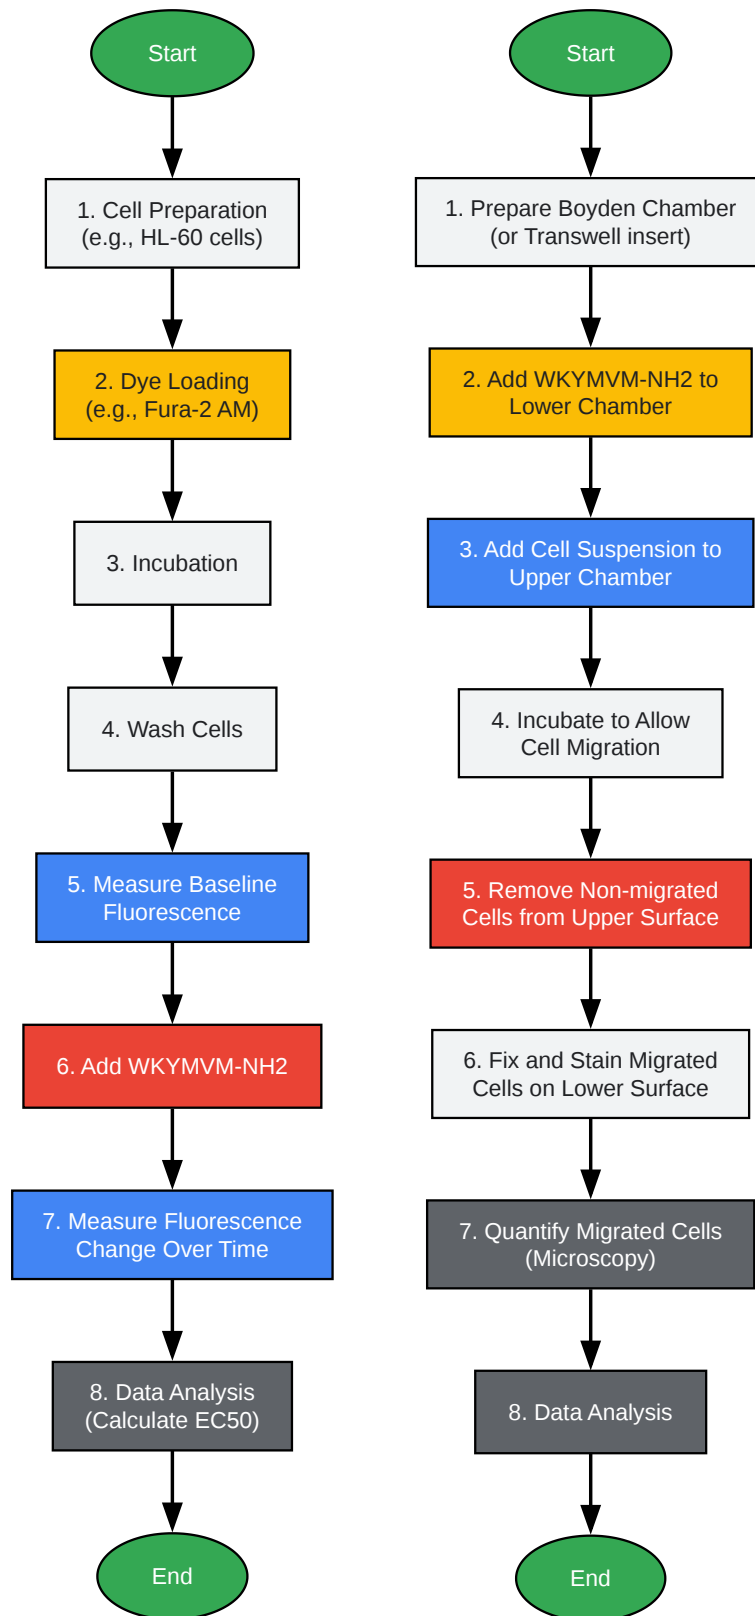 Start
1. Cell Preparation
(e.g., HL-60 cells)
2. Dye Loading
(e.g., Fura-2 AM)
3. Incubation
4. Wash Cells
5. Measure Baseline
Fluorescence
6. Add WKYMVM-NH2
7. Measure Fluorescence
Change Over Time
8. Data Analysis
(Calculate EC50)
End
Start
1. Prepare Boyden Chamber
(or Transwell insert)
2. Add WKYMVM-NH2 to
Lower Chamber
3. Add Cell Suspension to
Upper Chamber
4. Incubate to Allow
Cell Migration
5. Remove Non-migrated
Cells from Upper Surface
6. Fix and Stain Migrated
Cells on Lower Surface
7. Quantify Migrated Cells
(Microscopy)
8. Data Analysis
End